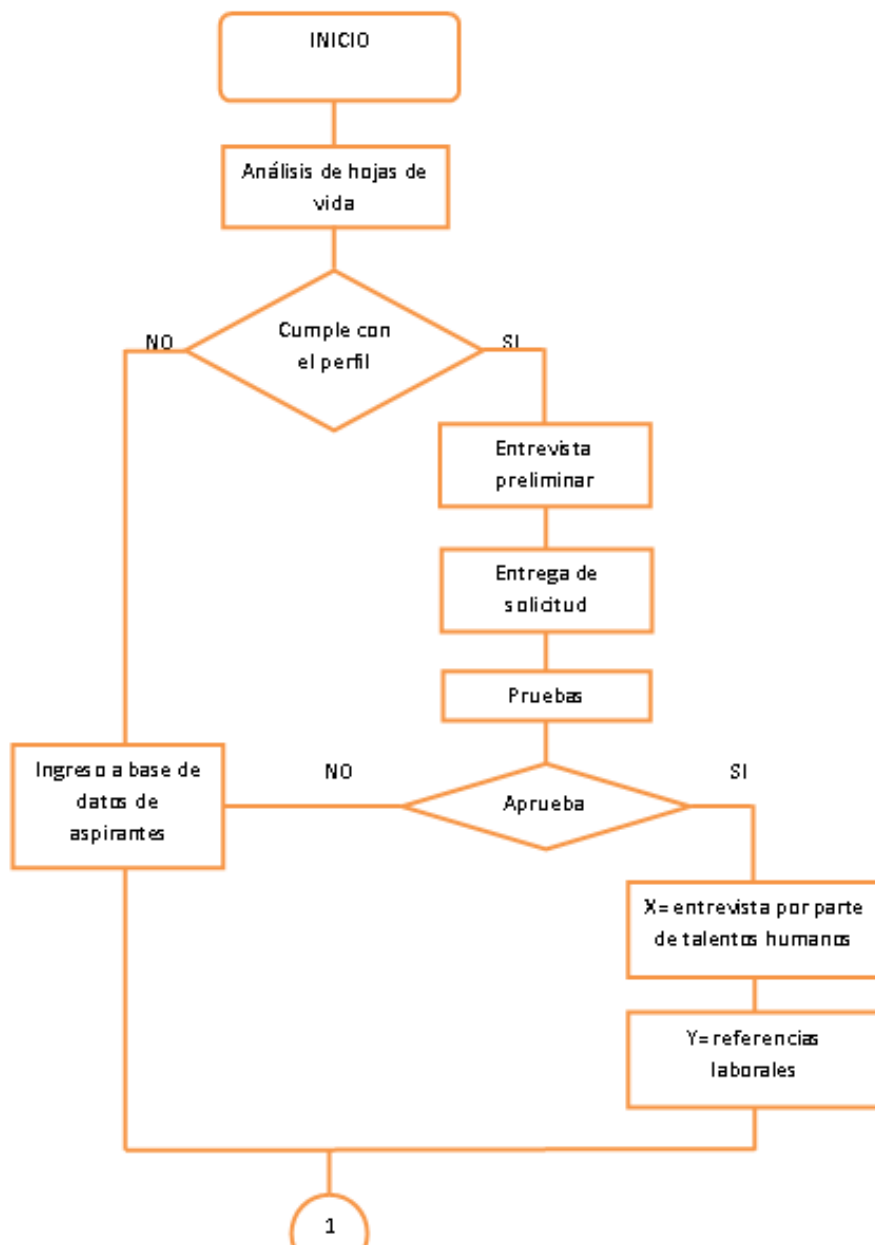 INICIO
Análisis de hojas de
vida
NO
Cumple con
el perfil
SI
Entrevista
preliminar
Entrega de
solicitud
Pruebas
Ingreso a base de
datos de
aspirantes
NO
Aprueba
SI
X= entrevista por parte
de talentos humanos
Y= referencias
laborales
1